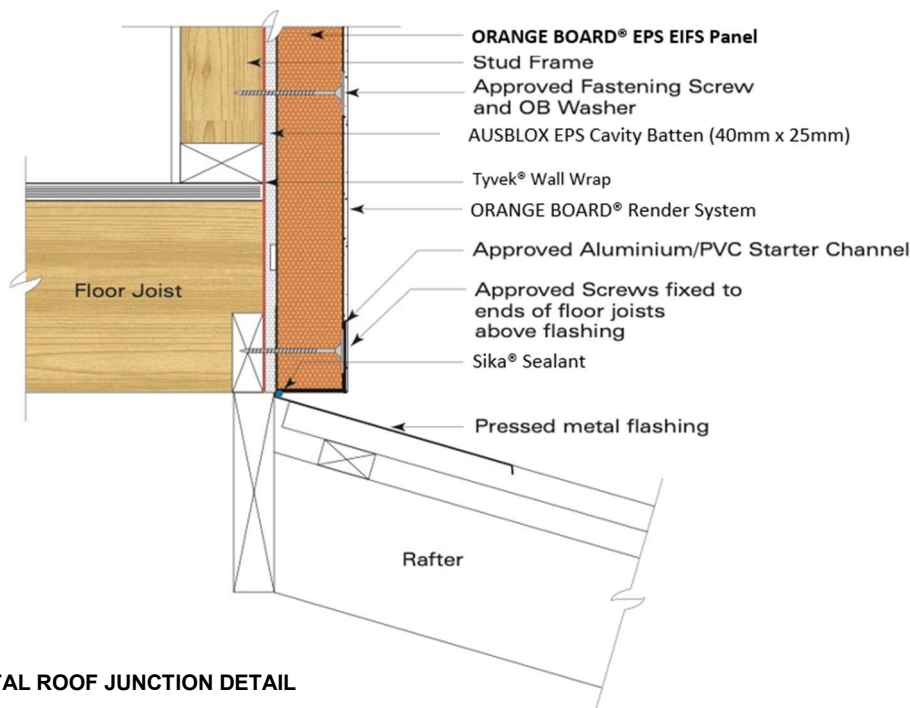 ORANGE BOARD® EPS EIFS Panel
Stud Frame
Approved Fastening Screw
and OB Washer
AUSBLOX EPS Cavity Batten (40mm x 25mm)
Tyvek® Wall Wrap
ORANGE BOARD® Render System
Approved Aluminium/PVC Starter Channel
Floor Joist
Approved Screws fixed to
ends of floor joists
above flashing
Sika® Sealant
Pressed metal flashing
Rafter
TAL ROOF JUNCTION DETAIL